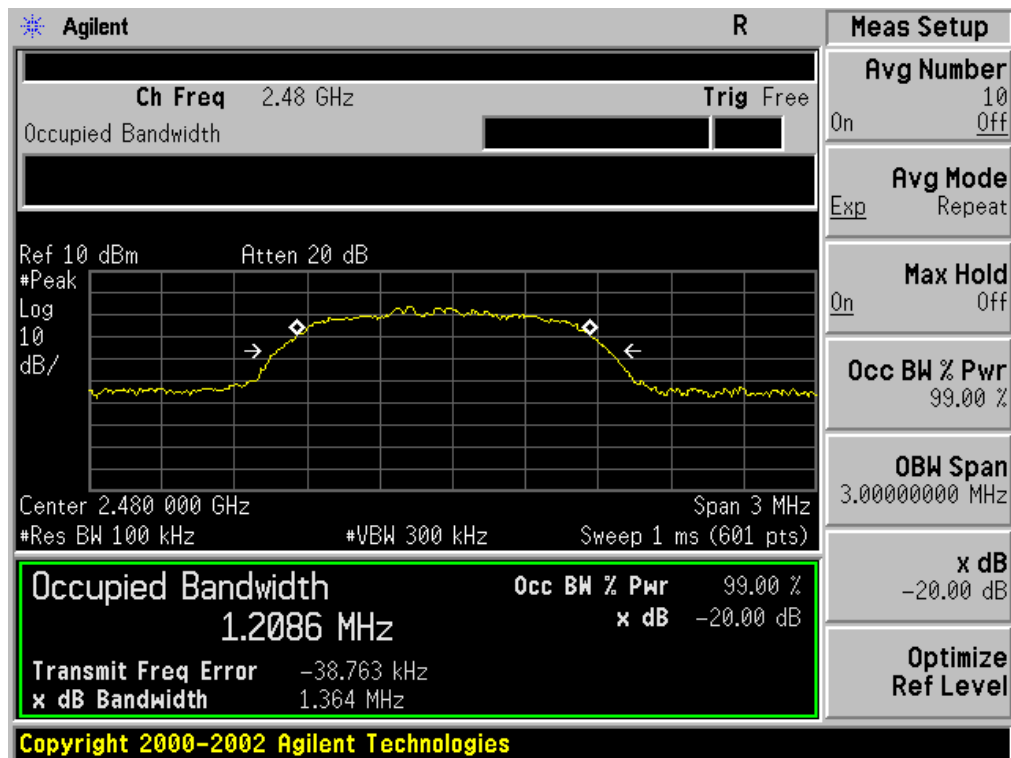 Agilent R Meas Setup
Ch Freq 2.48 GHz Trig Free
Occupied Bandwidth
Ref 10 dBm Atten 20 dB
#Peak
Log
10
dB/
Center 2.480 000 GHz Span 3 MHz
#Res BW 100 kHz #VBW 300 kHz Sweep 1 ms (601 pts)
Occupied Bandwidth Occ BW % Pwr 99.00 %
1.2086 MHz x dB -20.00 dB
Transmit Freq Error -38.763 kHz
x dB Bandwidth 1.364 MHz
Avg Number
10
On Off
Avg Mode
Exp Repeat
Max Hold
On Off
Occ BW % Pwr
99.00 %
OBW Span
3.00000000 MHz
x dB
-20.00 dB
Optimize
Ref Level
Copyright 2000-2002 Agilent Technologies